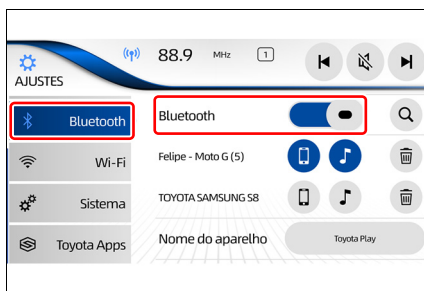 88.9 MHz 1
AJUSTES
Bluetooth
Bluetooth
Felipe - Moto G (5)
Wi-Fi
TOYOTA SAMSUNG S8
Sistema
Nome do aparelho
Toyota Play
Toyota Apps